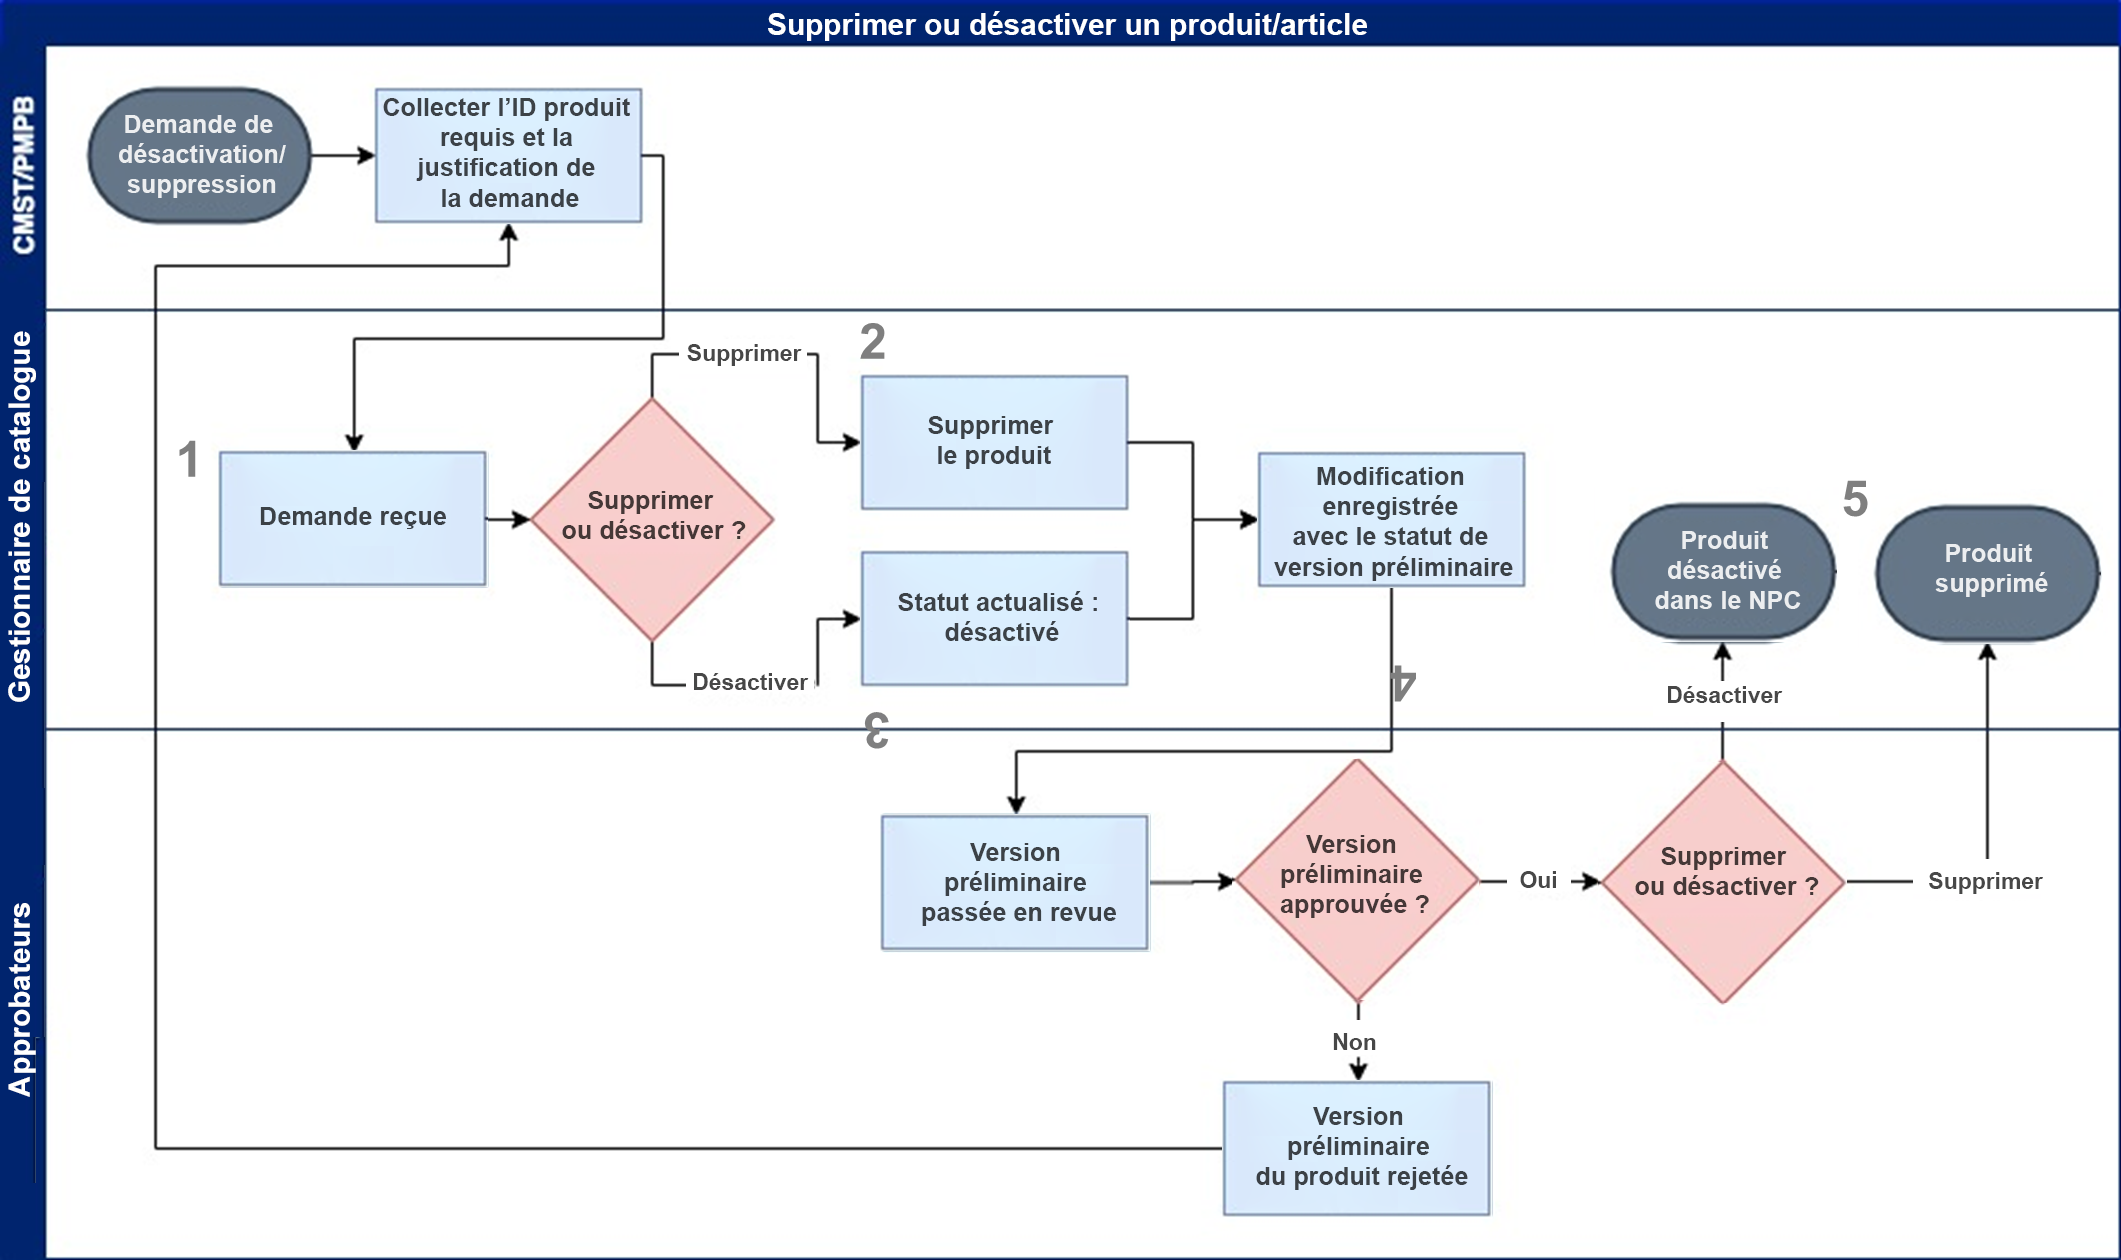 Supprimer ou désactiver un produit/article
CMST/PMPB
Demande de
désactivation/
suppression
Collecter l’ID produit
requis et la
justification de
la demande
Gestionnaire de catalogue
1
Demande reçue
Supprimer
ou désactiver ?
Supprimer
2
Supprimer
le produit
Désactiver
Statut actualisé :
désactivé
3
Modification
enregistrée
avec le statut de
version préliminaire
4
Produit
désactivé
dans le NPC
5
Produit
supprimé
Désactiver
Approbateurs
Version
préliminaire
passée en revue
Version
préliminaire
approuvée ?
Oui
Supprimer
ou désactiver ?
Supprimer
Non
Version
préliminaire
du produit rejetée